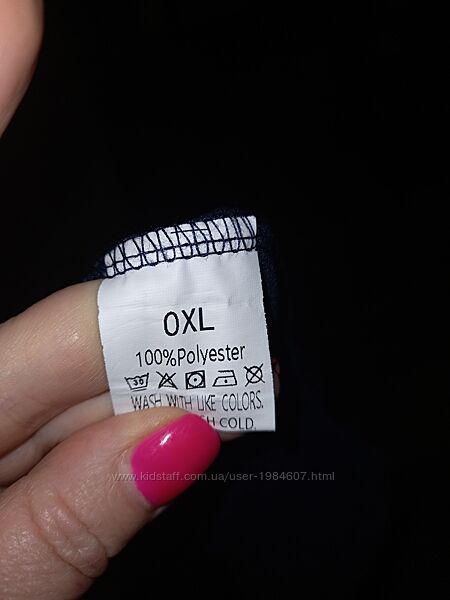 0XL
100%Polyester
30
WASH WITH LIKE COLORS.
COLD.
www.kidstaff.com.ua/user-1984607.html